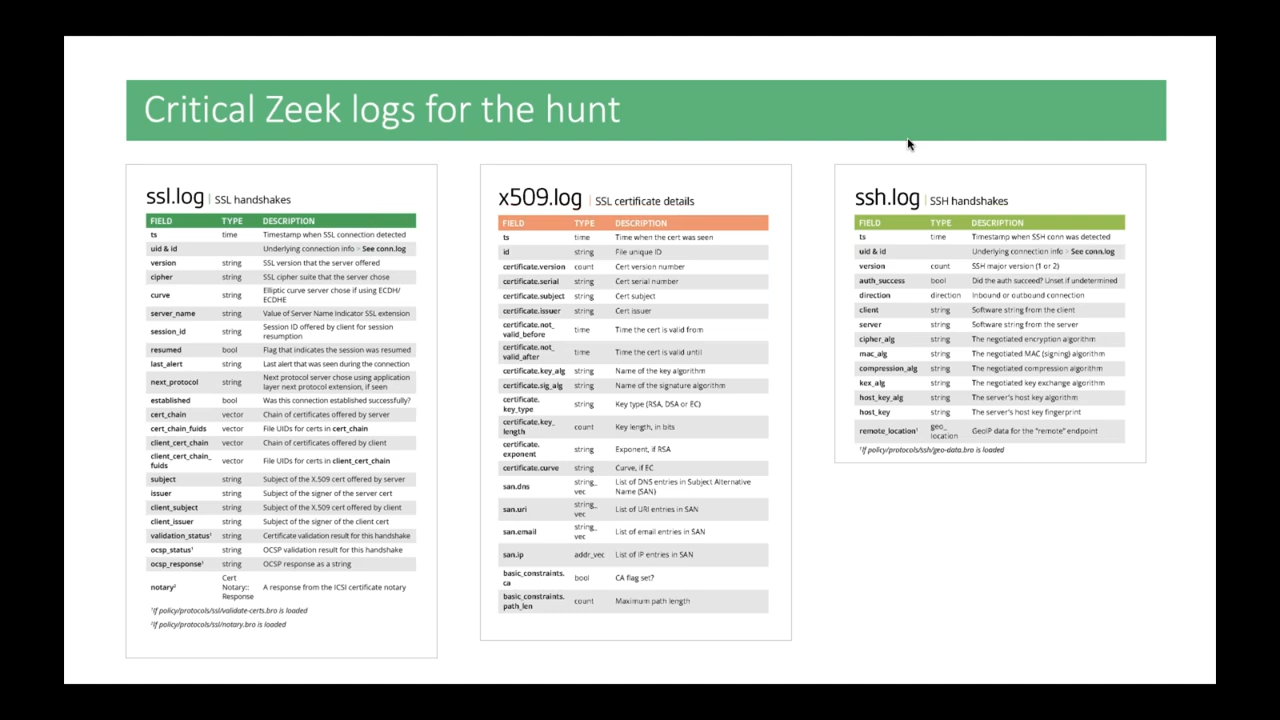 Critical Zeek logs for the hunt
ssl.log | SSL handshakes
FIELD TYPE DESCRIPTION
ts time Timestamp when SSL connection detected
uid & id Underlying connection info > See conn.log
version string SSL version that the server offered
cipher string SSL cipher suite that the server chose
curve string Elliptic curve server chose if using ECDH/
ECDHE
server_name string Value of Server Name Indicator SSL extension
session_id string Session ID offered by client for session
resumption
resumed bool Flag that indicates the session was resumed
last_alert string Last alert that was seen during the connection
next_protocol string Next protocol server chose using application
layer next protocol extension, if seen
established bool Was this connection established successfully?
cert_chain vector Chain of certificates offered by server
cert_chain_fuids vector File UIDs for certs in cert_chain
client_cert_chain vector Chain of certificates offered by client
client_cert_chain_
fuids vector File UIDs for certs in client_cert_chain
subject string Subject of the X.509 cert offered by server
issuer string Subject of the signer of the server cert
client_subject string Subject of the X.509 cert offered by client
client_issuer string Subject of the signer of the client cert
validation_status¹ string Certificate validation result for this handshake
ocsp_status¹ string OCSP validation result for this handshake
ocsp_response¹ string OCSP response as a string
notary² Cert
Notary::
Response A response from the ICSI certificate notary
¹If policy/protocols/ssl/validate-certs.bro is loaded
²If policy/protocols/ssl/notary.bro is loaded
x509.log | SSL certificate details
FIELD TYPE DESCRIPTION
ts time Time when the cert was seen
id string File unique ID
certificate.version count Cert version number
certificate.serial string Cert serial number
certificate.subject string Cert subject
certificate.issuer string Cert issuer
certificate.not_
valid_before time Time the cert is valid from
certificate.not_
valid_after time Time the cert is valid until
certificate.key_alg string Name of the key algorithm
certificate.sig_alg string Name of the signature algorithm
certificate.
key_type string Key type (RSA, DSA or EC)
certificate.key_
length count Key length, in bits
certificate.
exponent string Exponent, if RSA
certificate.curve string Curve, if EC
san.dns string_
vec List of DNS entries in Subject Alternative
Name (SAN)
san.uri string_
vec List of URI entries in SAN
san.email string_
vec List of email entries in SAN
san.ip addr_vec List of IP entries in SAN
basic_constraints.
ca bool CA flag set?
basic_constraints.
path_len count Maximum path length
ssh.log | SSH handshakes
FIELD TYPE DESCRIPTION
ts time Timestamp when SSH conn was detected
uid & id Underlying connection info > See conn.log
version count SSH major version (1 or 2)
auth_success bool Did the auth succeed? Unset if undetermined
direction direction Inbound or outbound connection
client string Software string from the client
server string Software string from the server
cipher_alg string The negotiated encryption algorithm
mac_alg string The negotiated MAC (signing) algorithm
compression_alg string The negotiated compression algorithm
kex_alg string The negotiated key exchange algorithm
host_key_alg string The server's host key algorithm
host_key string The server's host key fingerprint
remote_location¹ geo_
location GeoIP data for the "remote" endpoint
¹If policy/protocols/ssh/geo-data.bro is loaded